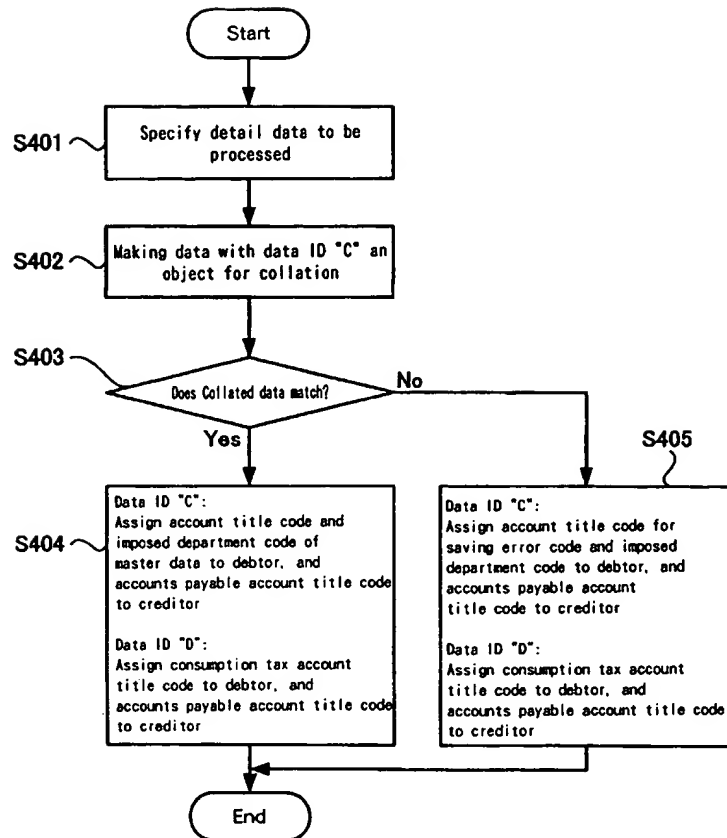 Start
S401
Specify detail data to be
processed
S402
Making data with data ID "C" an
object for collation
S403
Does Collated data match?
No
Yes
S404
Data ID "C":
Assign account title code and
imposed department code of
master data to debtor, and
accounts payable account title code
to creditor
Data ID "D":
Assign consumption tax account
title code to debtor, and
accounts payable account title code
to creditor
S405
Data ID "C":
Assign account title code for
saving error code and imposed
department code to debtor, and
accounts payable account
title code to creditor
Data ID "D":
Assign consumption tax account
title code to debtor, and
accounts payable account title code
to creditor
End